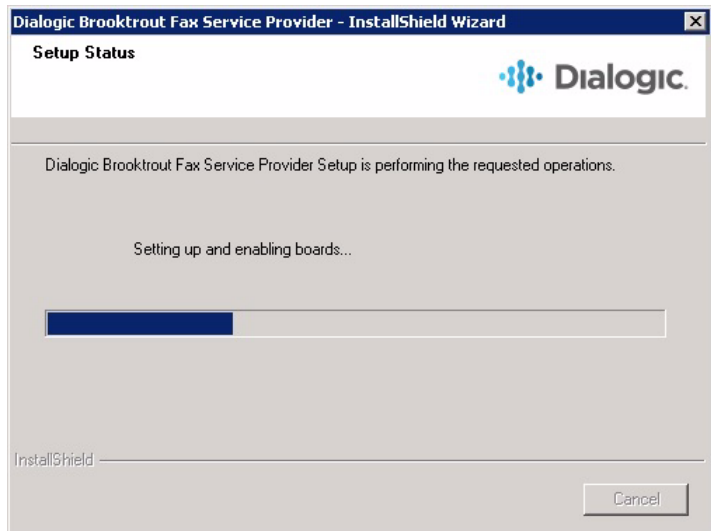 Dialogic Brooktrout Fax Service Provider - InstallShield Wizard
Setup Status
Dialogic.
Dialogic Brooktrout Fax Service Provider Setup is performing the requested operations.
Setting up and enabling boards...
InstallShield
Cancel